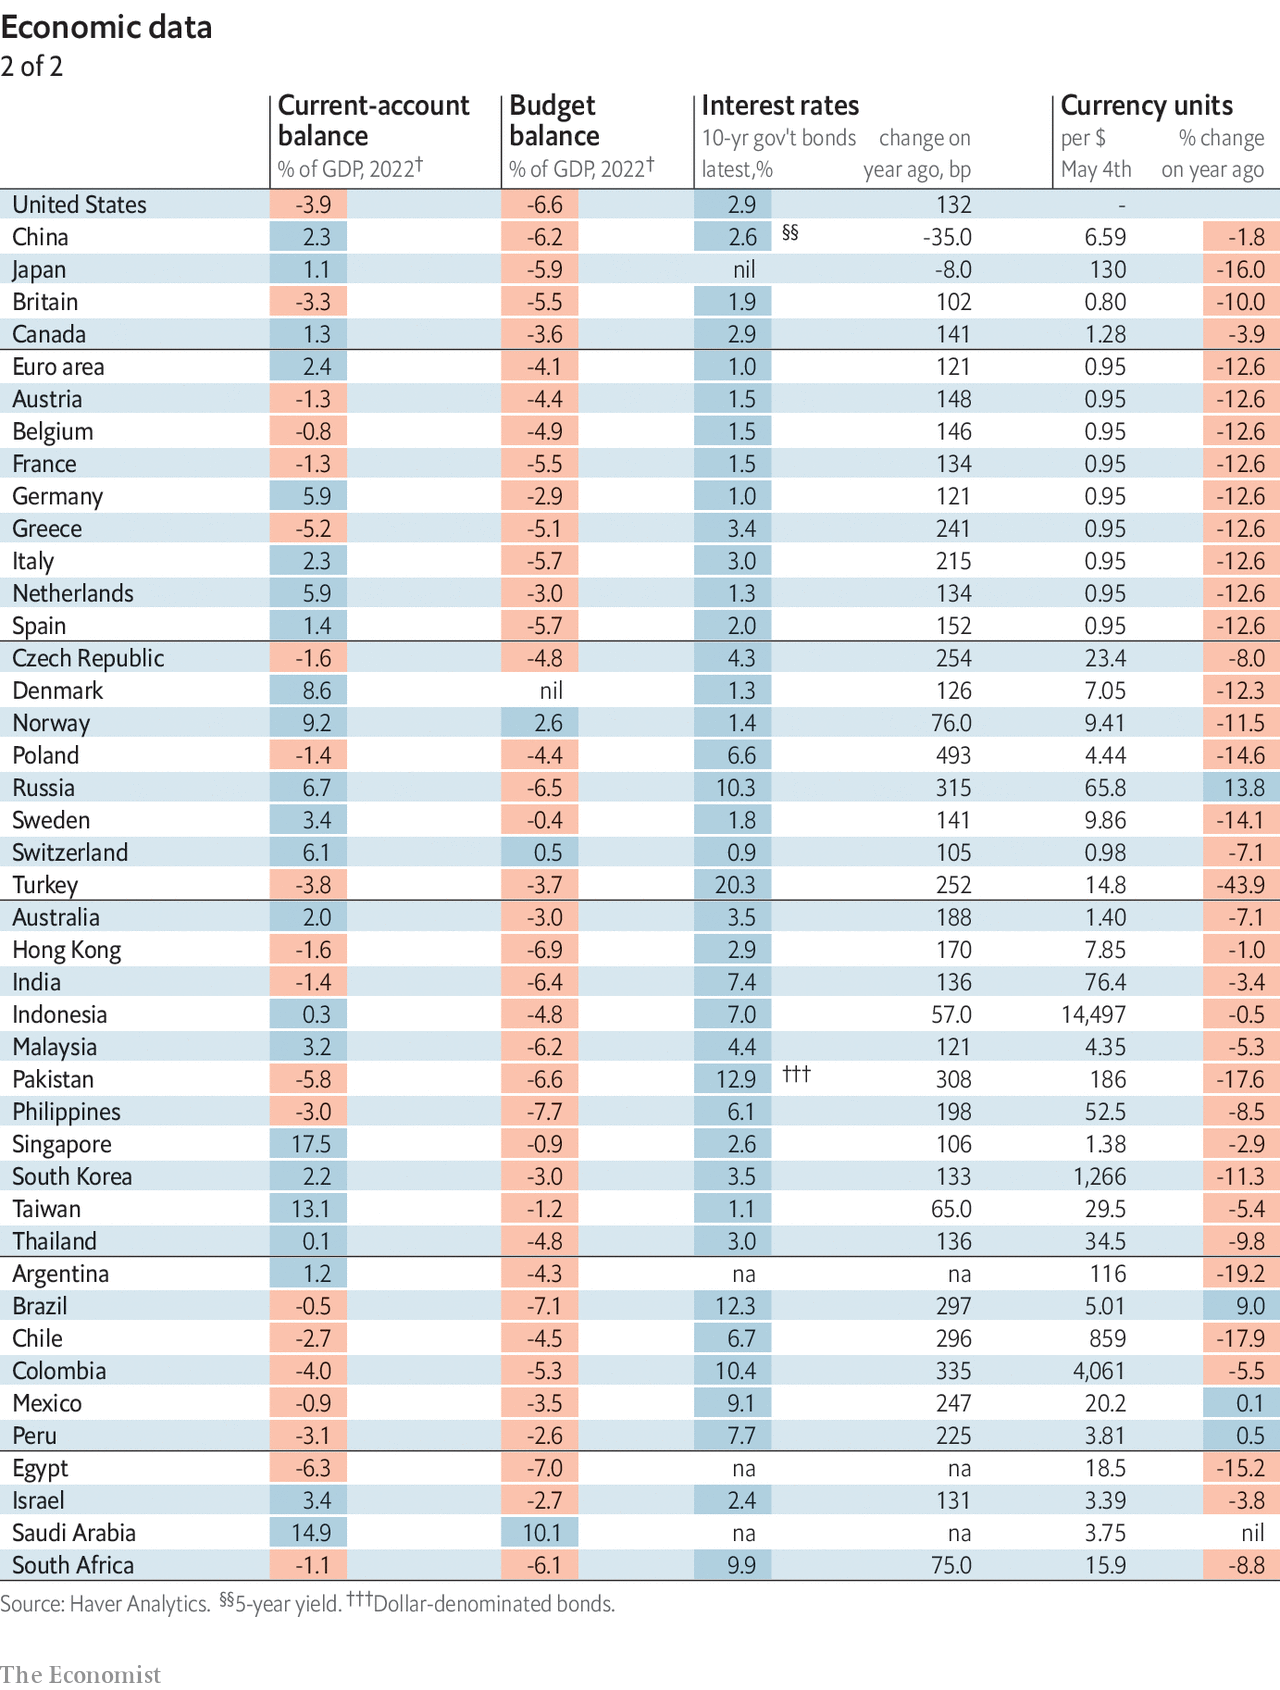 Economic data
2 of 2
Current-account balance % of GDP, 2022† Budget balance % of GDP, 2022† Interest rates 10-yr gov't bonds latest,% change on year ago, bp Currency units per $ May 4th % change on year ago
United States -3.9 -6.6 2.9 132 -
China 2.3 -6.2 2.6 §§ -35.0 6.59 -1.8
Japan 1.1 -5.9 nil -8.0 130 -16.0
Britain -3.3 -5.5 1.9 102 0.80 -10.0
Canada 1.3 -3.6 2.9 141 1.28 -3.9
Euro area 2.4 -4.1 1.0 121 0.95 -12.6
Austria -1.3 -4.4 1.5 148 0.95 -12.6
Belgium -0.8 -4.9 1.5 146 0.95 -12.6
France -1.3 -5.5 1.5 134 0.95 -12.6
Germany 5.9 -2.9 1.0 121 0.95 -12.6
Greece -5.2 -5.1 3.4 241 0.95 -12.6
Italy 2.3 -5.7 3.0 215 0.95 -12.6
Netherlands 5.9 -3.0 1.3 134 0.95 -12.6
Spain 1.4 -5.7 2.0 152 0.95 -12.6
Czech Republic -1.6 -4.8 4.3 254 23.4 -8.0
Denmark 8.6 nil 1.3 126 7.05 -12.3
Norway 9.2 2.6 1.4 76.0 9.41 -11.5
Poland -1.4 -4.4 6.6 493 4.44 -14.6
Russia 6.7 -6.5 10.3 315 65.8 13.8
Sweden 3.4 -0.4 1.8 141 9.86 -14.1
Switzerland 6.1 0.5 0.9 105 0.98 -7.1
Turkey -3.8 -3.7 20.3 252 14.8 -43.9
Australia 2.0 -3.0 3.5 188 1.40 -7.1
Hong Kong -1.6 -6.9 2.9 170 7.85 -1.0
India -1.4 -6.4 7.4 136 76.4 -3.4
Indonesia 0.3 -4.8 7.0 57.0 14,497 -0.5
Malaysia 3.2 -6.2 4.4 121 4.35 -5.3
Pakistan -5.8 -6.6 12.9 ††† 308 186 -17.6
Philippines -3.0 -7.7 6.1 198 52.5 -8.5
Singapore 17.5 -0.9 2.6 106 1.38 -2.9
South Korea 2.2 -3.0 3.5 133 1,266 -11.3
Taiwan 13.1 -1.2 1.1 65.0 29.5 -5.4
Thailand 0.1 -4.8 3.0 136 34.5 -9.8
Argentina 1.2 -4.3 na na 116 -19.2
Brazil -0.5 -7.1 12.3 297 5.01 9.0
Chile -2.7 -4.5 6.7 296 859 -17.9
Colombia -4.0 -5.3 10.4 335 4,061 -5.5
Mexico -0.9 -3.5 9.1 247 20.2 0.1
Peru -3.1 -2.6 7.7 225 3.81 0.5
Egypt -6.3 -7.0 na na 18.5 -15.2
Israel 3.4 -2.7 2.4 131 3.39 -3.8
Saudi Arabia 14.9 10.1 na na 3.75 nil
South Africa -1.1 -6.1 9.9 75.0 15.9 -8.8
Source: Haver Analytics. §§5-year yield. †††Dollar-denominated bonds.
The Economist